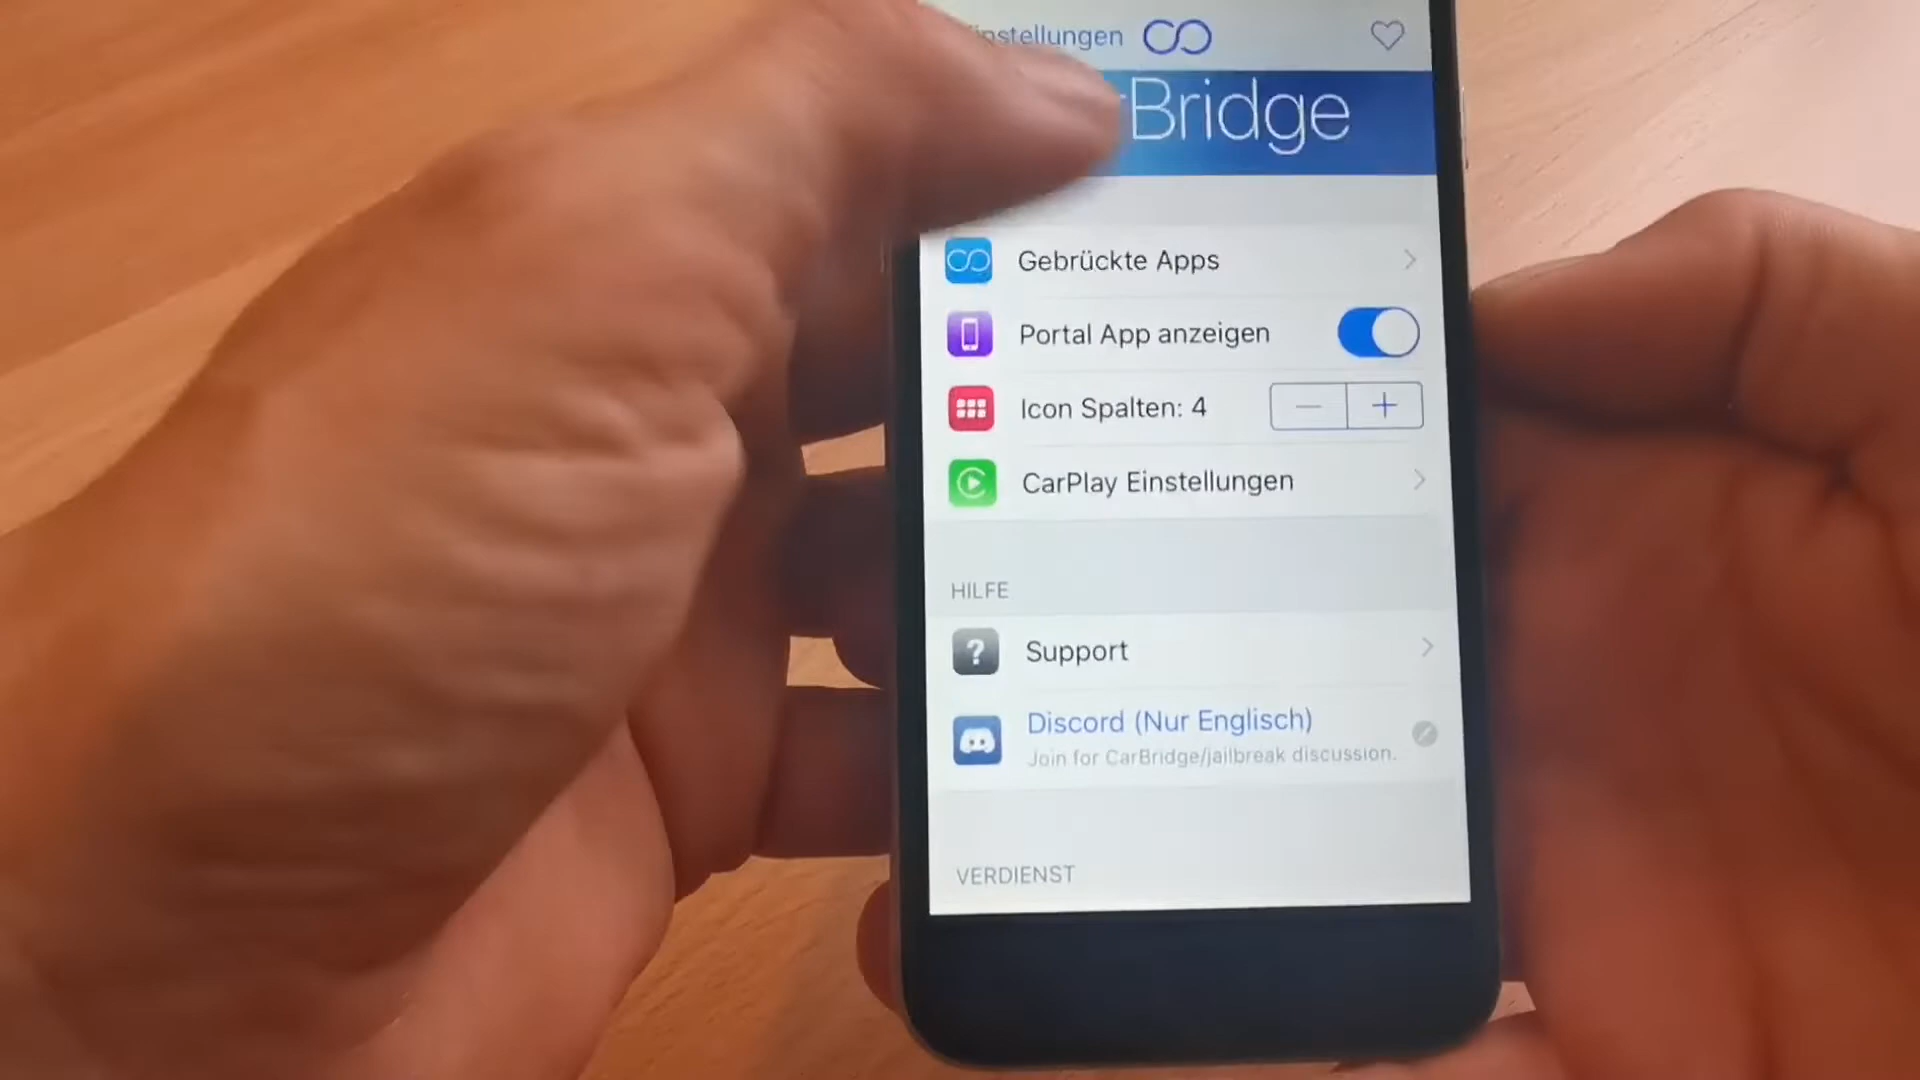 instellungen
rBridge
Gebrückte Apps
Portal App anzeigen
Icon Spalten: 4
CarPlay Einstellungen
HILFE
Support
Discord (Nur Englisch)
Join for CarBridge/jailbreak discussion.
VERDIENST